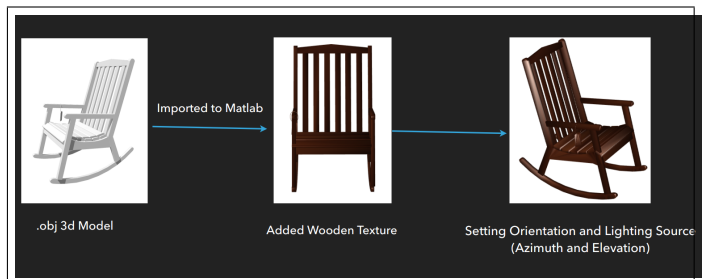 Imported to Matlab
.obj 3d Model
Added Wooden Texture
Setting Orientation and Lighting Source
(Azimuth and Elevation)